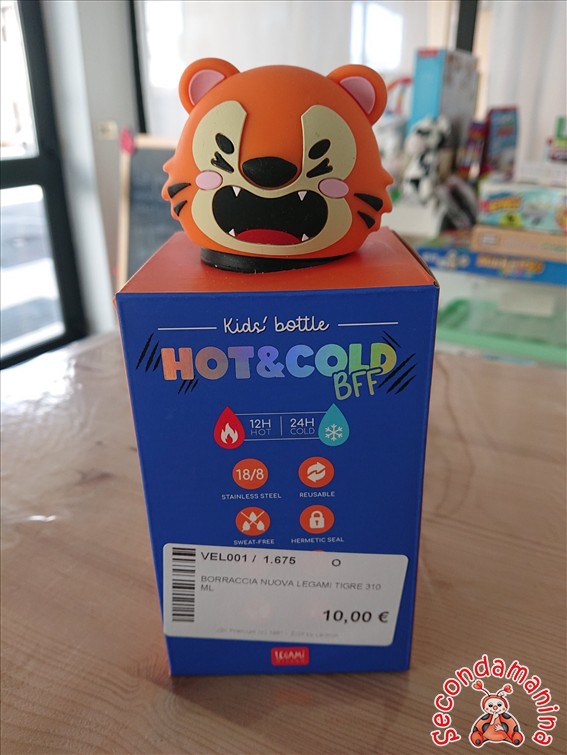 Kids' bottle
HOT&COLD
BFF
12H
HOT
24H
COLD
18/8
STAINLESS STEEL
REUSABLE
SWEAT-FREE
HERMETIC SEAL
VEL001 / 1.675 O
BORRACCIA NUOVA LEGAMI TIGRE 310
ML
10,00 €
LEGAMI
Secondamanina